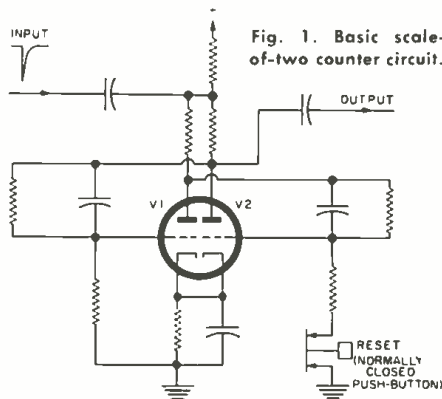 +
Fig. 1. Basic scale-
of-two counter circuit.
INPUT
OUTPUT
V1
V2
RESET
(NORMALLY
CLOSED
PUSH-BUTTON)